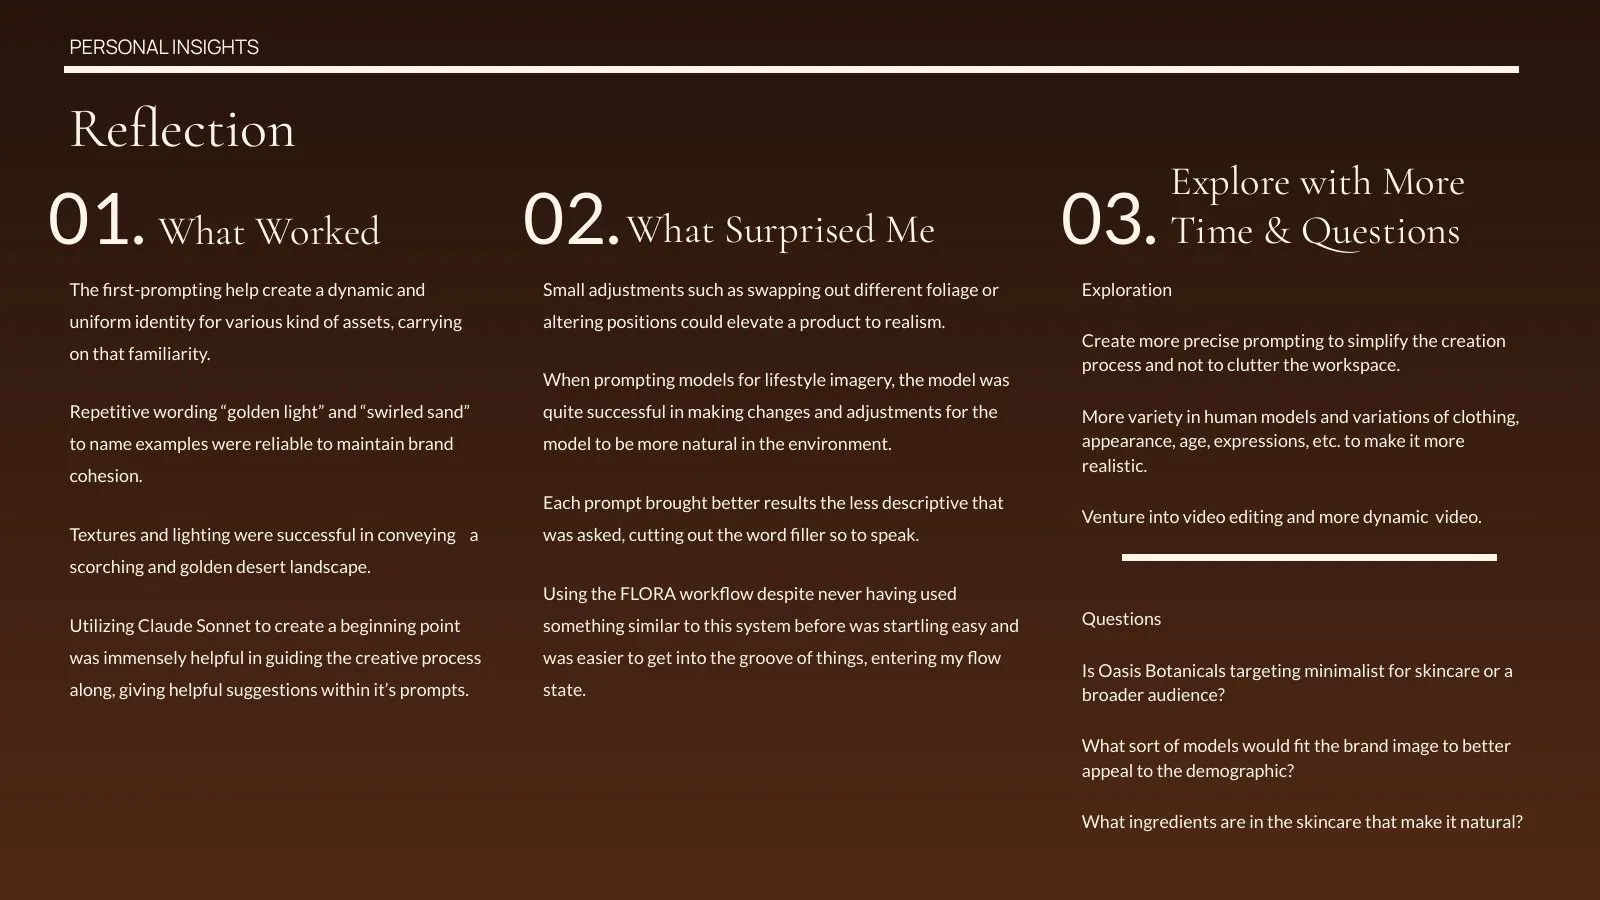 PERSONAL INSIGHTS
Reflection
01. What Worked
The first-prompting help create a dynamic and
uniform identity for various kind of assets, carrying
on that familiarity.
Repetitive wording “golden light” and “swirled sand”
to name examples were reliable to maintain brand
cohesion.
Textures and lighting were successful in conveying a
scorching and golden desert landscape.
Utilizing Claude Sonnet to create a beginning point
was immensely helpful in guiding the creative process
along, giving helpful suggestions within it’s prompts.
02. What Surprised Me
Small adjustments such as swapping out different foliage or
altering positions could elevate a product to realism.
When prompting models for lifestyle imagery, the model was
quite successful in making changes and adjustments for the
model to be more natural in the environment.
Each prompt brought better results the less descriptive that
was asked, cutting out the word filler so to speak.
Using the FLORA workflow despite never having used
something similar to this system before was startling easy and
was easier to get into the groove of things, entering my flow
state.
03. Explore with More
Time & Questions
Exploration
Create more precise prompting to simplify the creation
process and not to clutter the workspace.
More variety in human models and variations of clothing,
appearance, age, expressions, etc. to make it more
realistic.
Venture into video editing and more dynamic video.
Questions
Is Oasis Botanicals targeting minimalist for skincare or a
broader audience?
What sort of models would fit the brand image to better
appeal to the demographic?
What ingredients are in the skincare that make it natural?